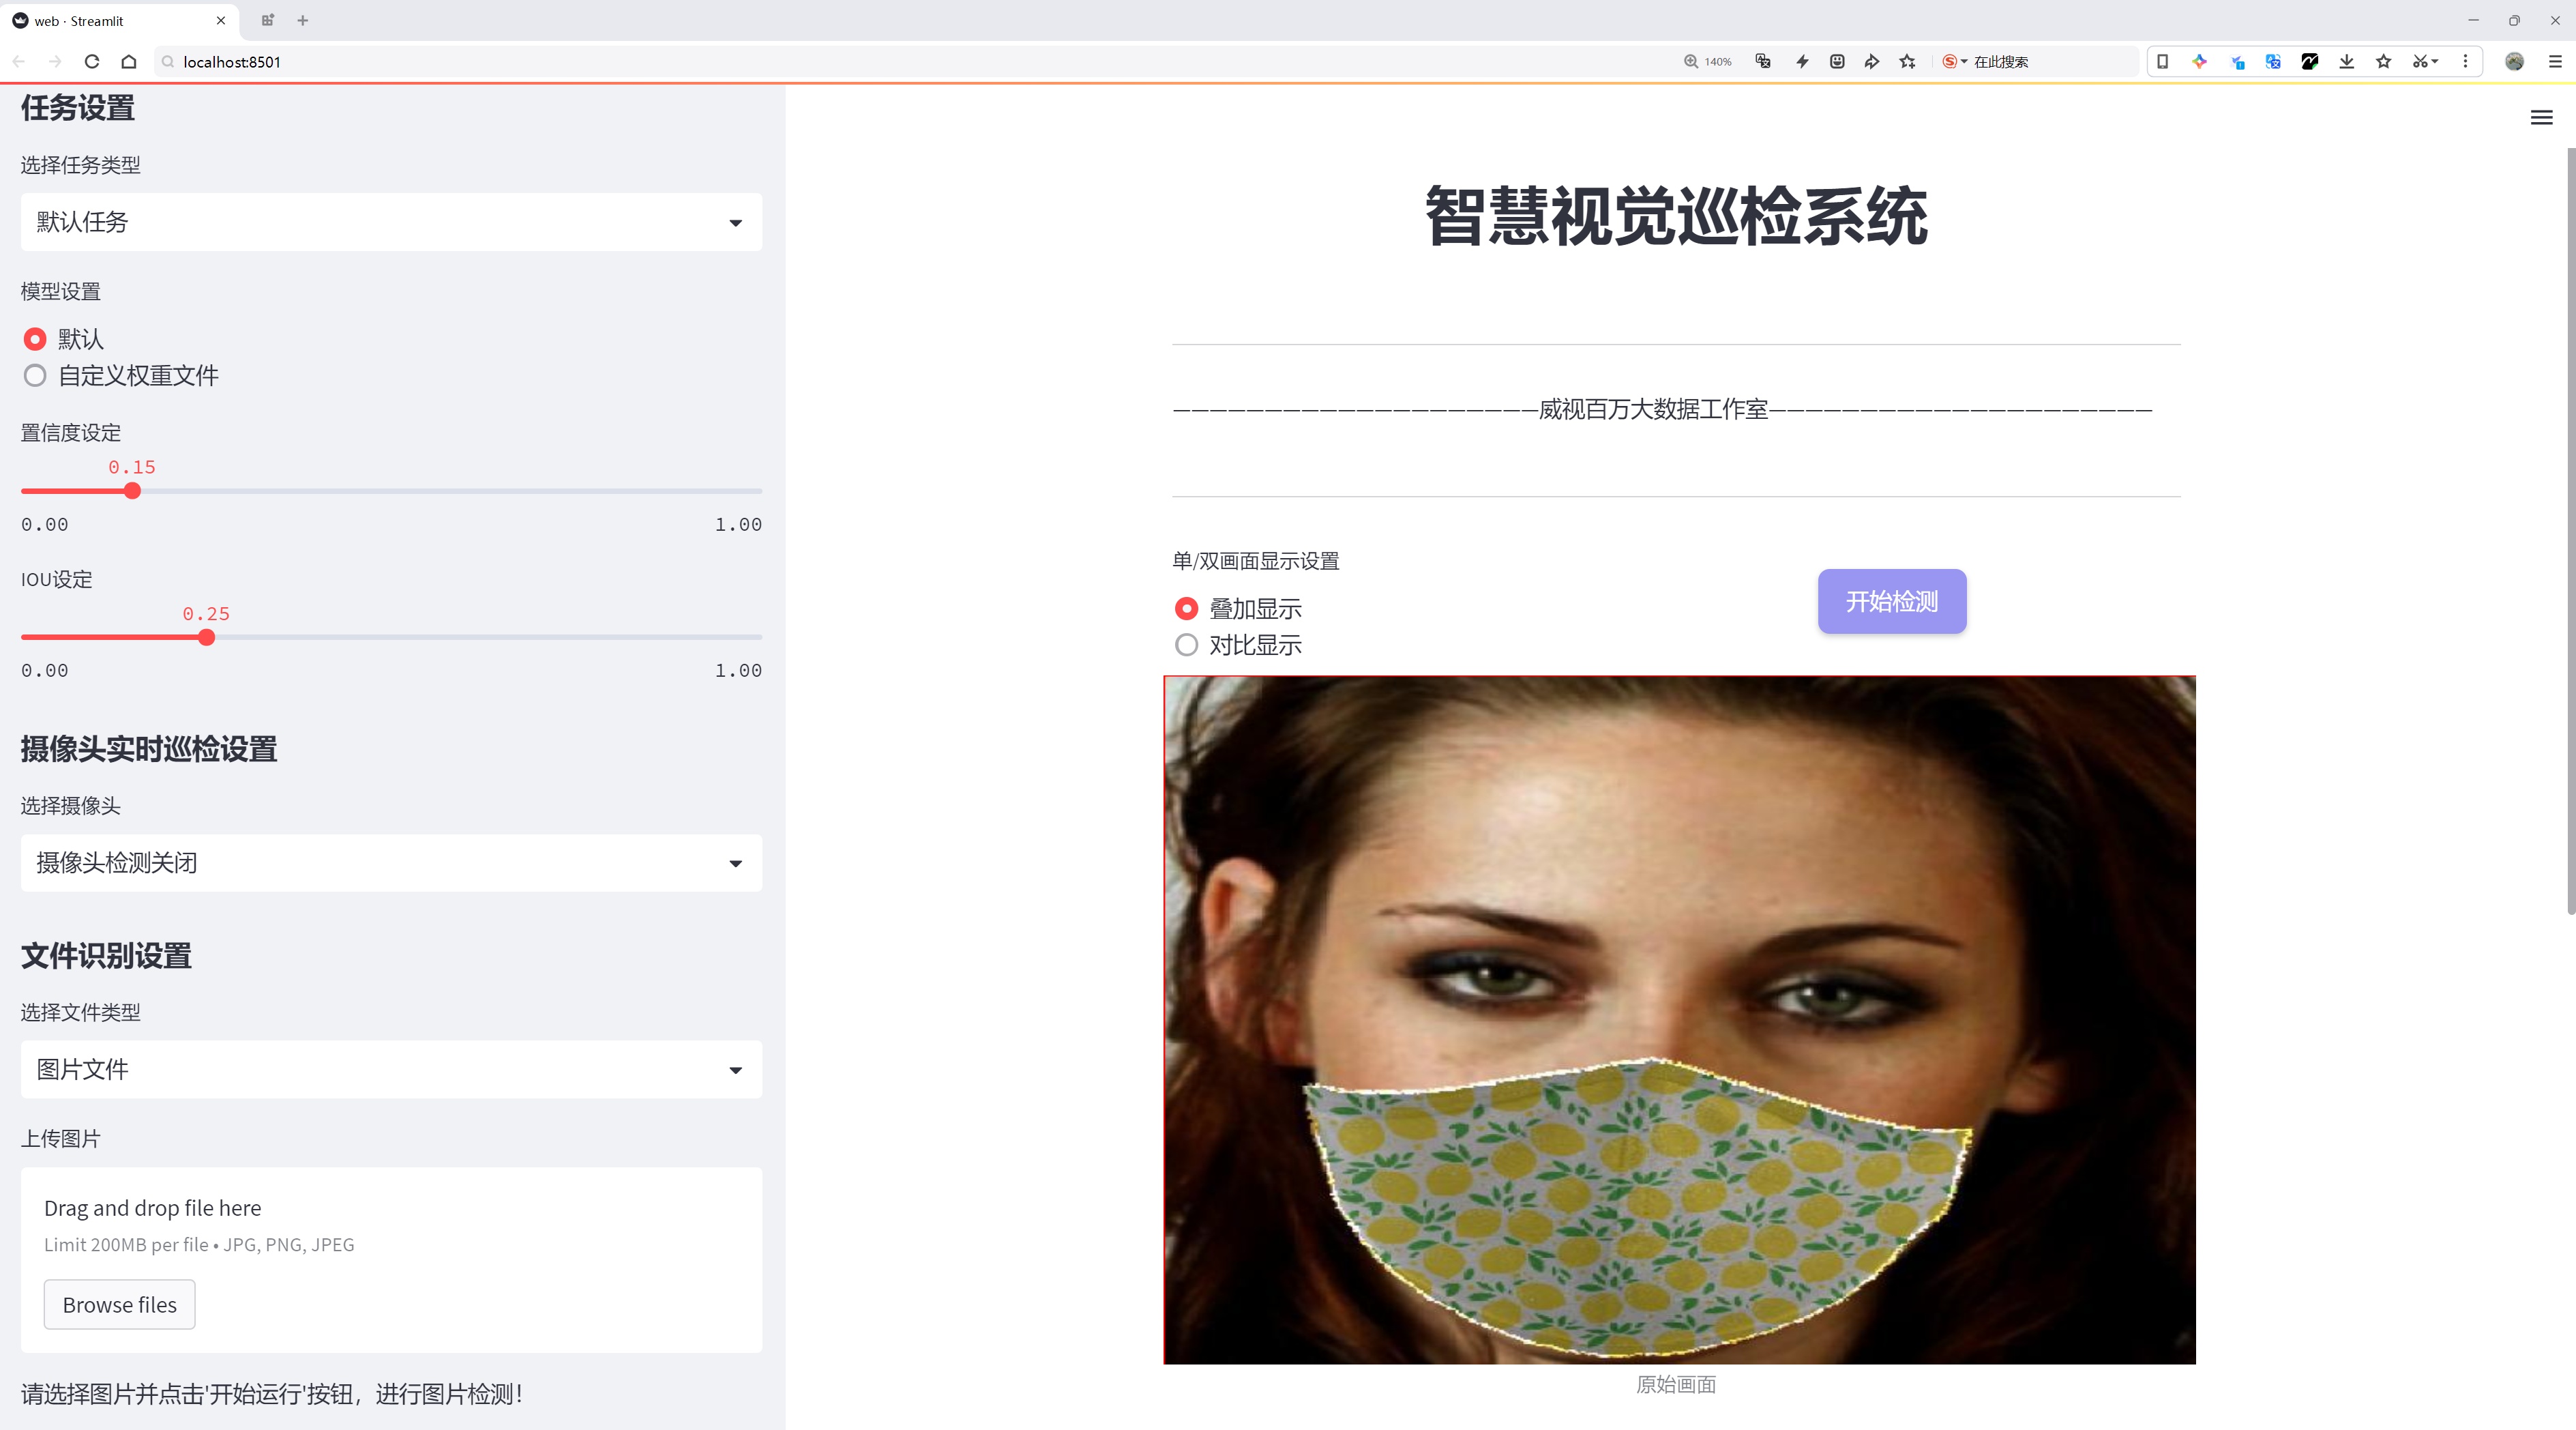 web · Streamlit
localhost:8501
140%
在此搜索
任务设置
选择任务类型
默认任务
模型设置
默认
自定义权重文件
置信度设定
0.15
0.00
1.00
IOU设定
0.25
0.00
1.00
摄像头实时巡检设置
选择摄像头
摄像头检测关闭
文件识别设置
选择文件类型
图片文件
上传图片
Drag and drop file here
Limit 200MB per file • JPG, PNG, JPEG
Browse files
请选择图片并点击'开始运行'按钮，进行图片检测！
智慧视觉巡检系统
—————————————————————威视百万大数据工作室—————————————————————
单/双画面显示设置
叠加显示
对比显示
开始检测
原始画面